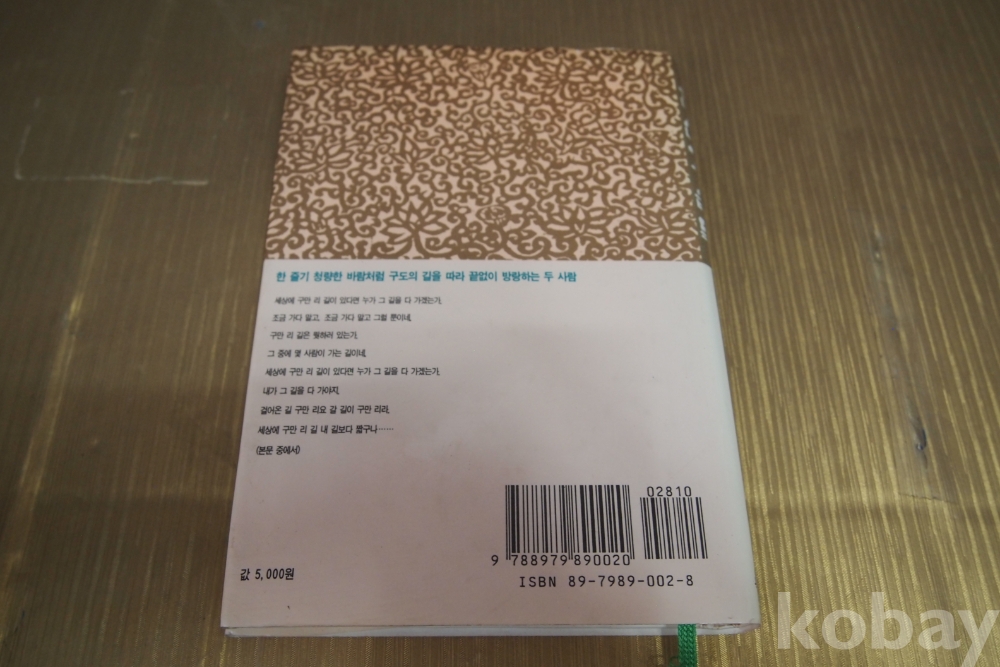 한 줄기 청량한 바람처럼 구도의 길을 따라 끝없이 방랑하는 두 사람
세상에 구만 리 길이 있다면 누가 그 길을 다 가겠는가.
조금 가다 말고, 조금 가다 말고 그럴 뿐이네.
구만 리 길은 뭣하러 있는가.
그 중에 몇 사람이 가는 길이네.
세상에 구만 리 길이 있다면 누가 그 길을 다 가겠는가.
내가 그 길을 다 가야지.
걸어온 길 구만 리요 갈 길이 구만 리라.
세상에 구만 리 길 내 길보다 짧구나……
(본문 중에서)
02810
9 788979 890020
값 5,000원
ISBN 89-7989-002-8
kobay